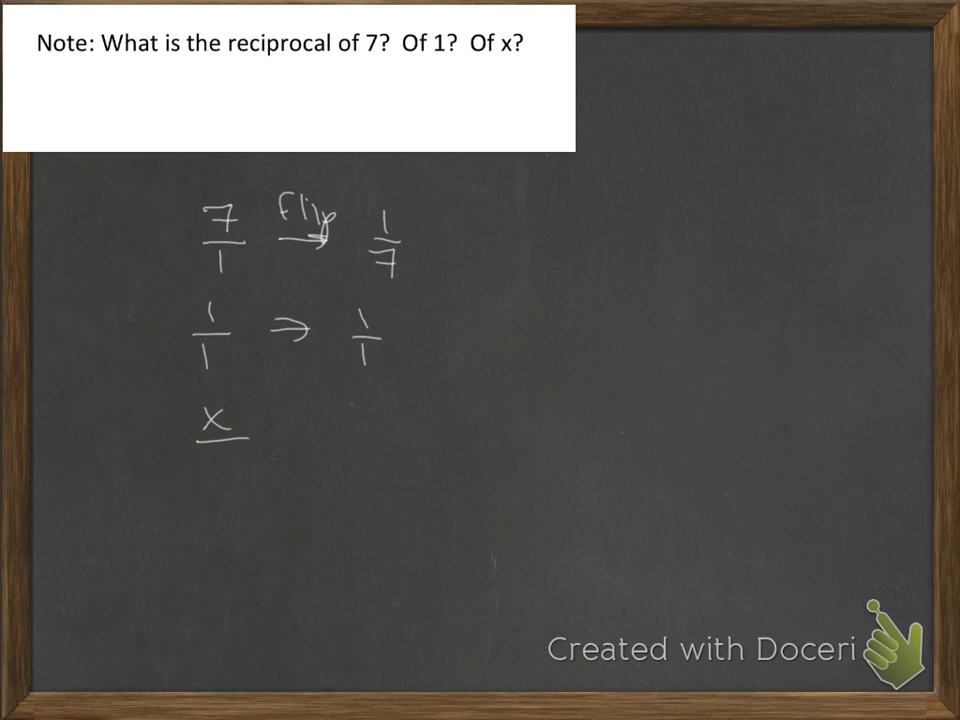 Note: What is the reciprocal of 7?  Of 1?  Of x?
7/1 flip → 1/7
1/1 ⇒ 1/1
x
Created with Doceri